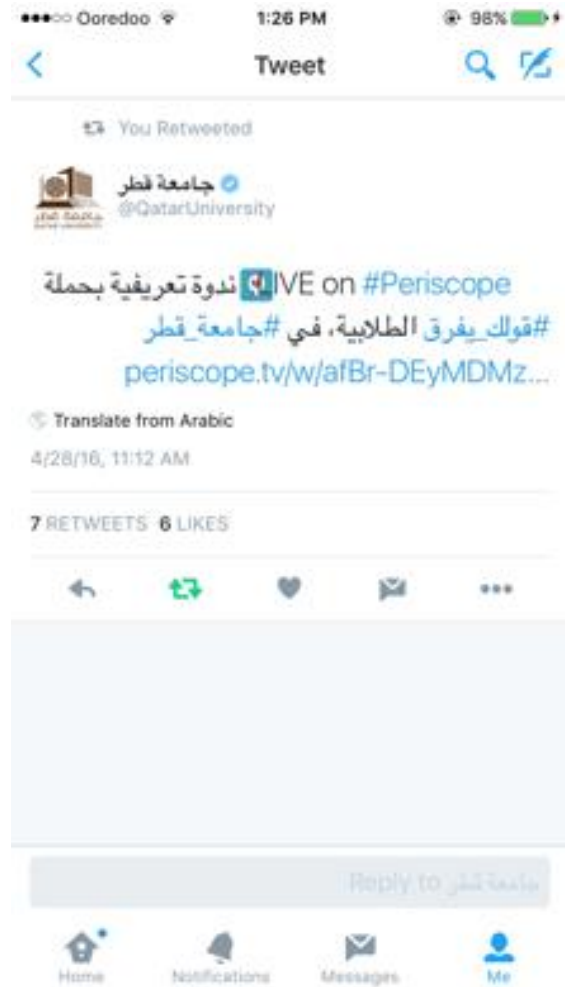 Ooredoo 1:26 PM 98%
Tweet
You Retweeted
جامعة قطر
@QatarUniversity
LIVE on #Periscope ندوة تعريفية بحملة
#قولك_يفرق الطلابية، في #جامعة_قطر
periscope.tv/w/afBr-DEyMDMz...
Translate from Arabic
4/28/16, 11:12 AM
7 RETWEETS 6 LIKES
Reply to جامعة قطر
Home Notifications Messages Me